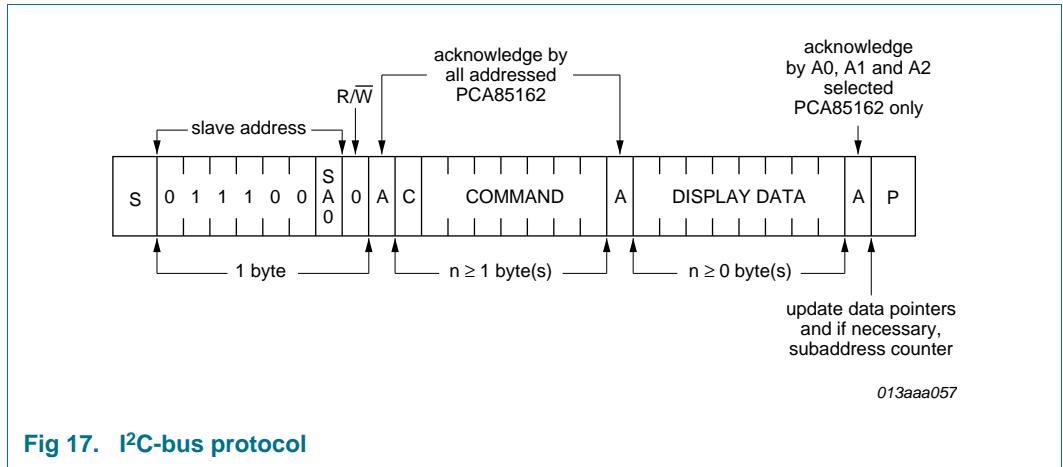 acknowledge by
all addressed
PCA85162
acknowledge
by A0, A1 and A2
selected
PCA85162 only
R/W
slave address
S 0 1 1 1 0 0 SA0 0 A C COMMAND A DISPLAY DATA A P
1 byte
n ≥ 1 byte(s)
n ≥ 0 byte(s)
update data pointers
and if necessary,
subaddress counter
013aaa057
Fig 17. I²C-bus protocol